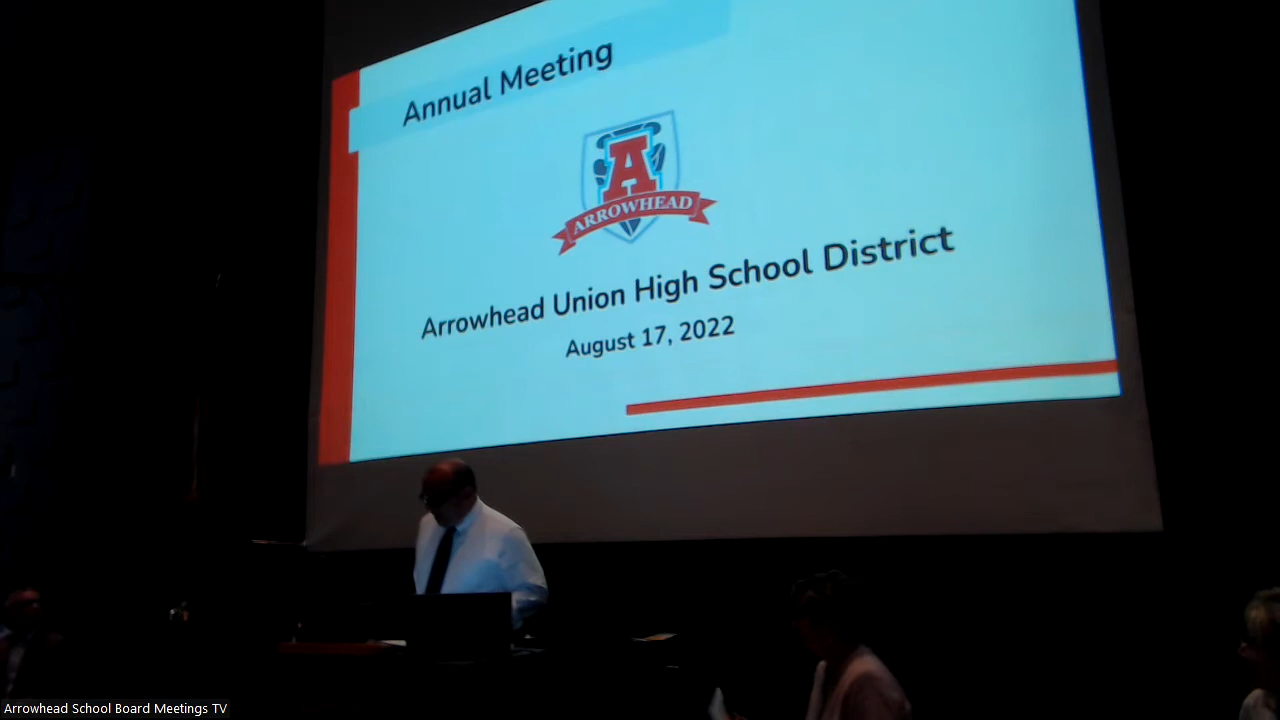 Annual Meeting
A
ARROWHEAD
Arrowhead Union High School District
August 17, 2022
Arrowhead School Board Meetings TV